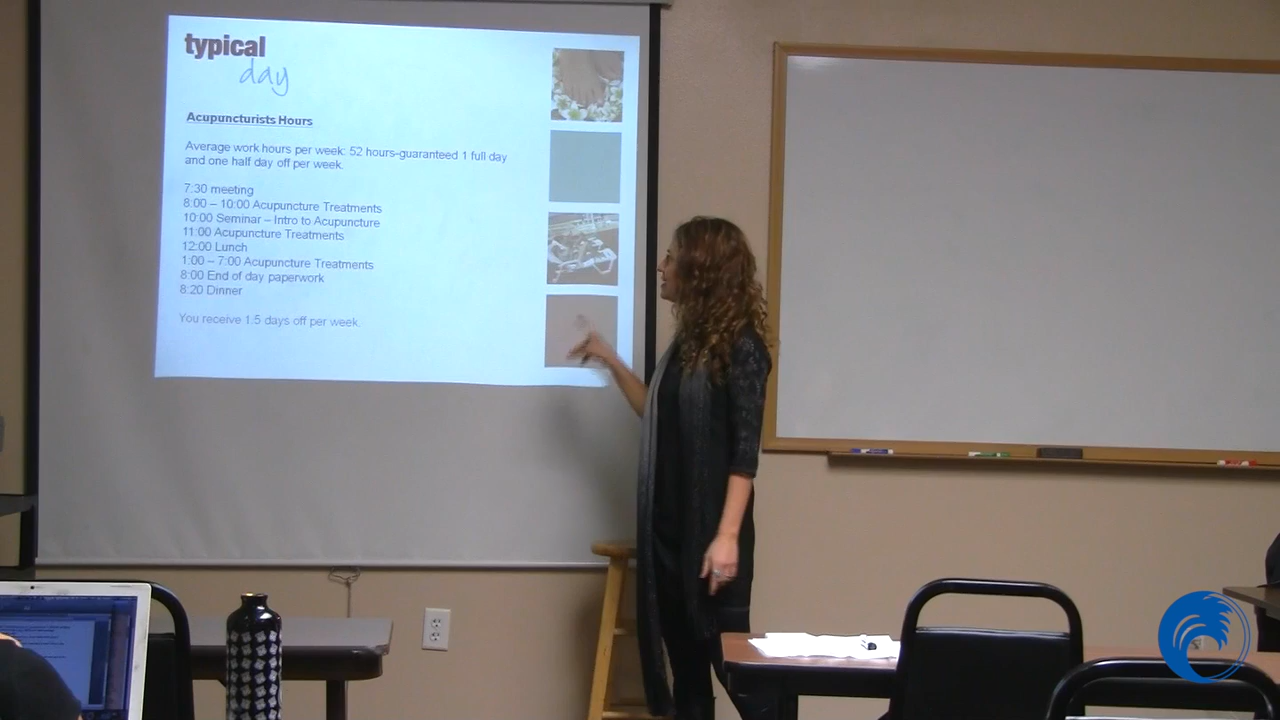 typical
day
Acupuncturists Hours
Average work hours per week: 52 hours–guaranteed 1 full day
and one half day off per week.
7:30 meeting
8:00 – 10:00 Acupuncture Treatments
10:00 Seminar – Intro to Acupuncture
11:00 Acupuncture Treatments
12:00 Lunch
1:00 – 7:00 Acupuncture Treatments
8:00 End of day paperwork
8:20 Dinner
You receive 1.5 days off per week.